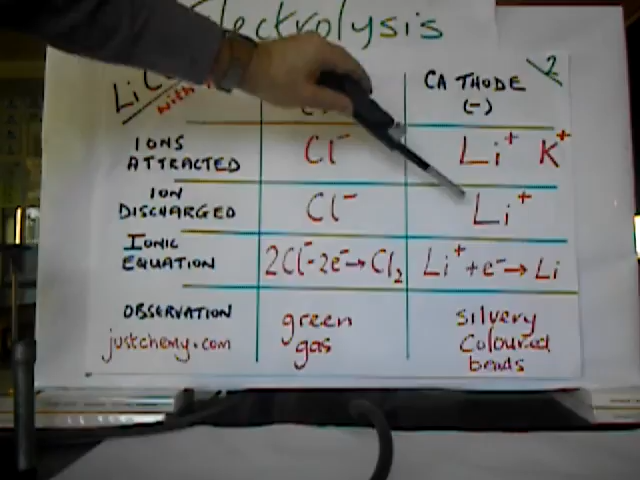 Electrolysis
CATHODE
(-)
2
IONS
ATTRACTED
Cl⁻
Li⁺ K⁺
ION
DISCHARGED
Cl⁻
Li⁺
IONIC
EQUATION
2Cl⁻-2e⁻→Cl₂
Li⁺+e⁻→Li
OBSERVATION
green
gas
silvery
Coloured
beads
justchemy.com